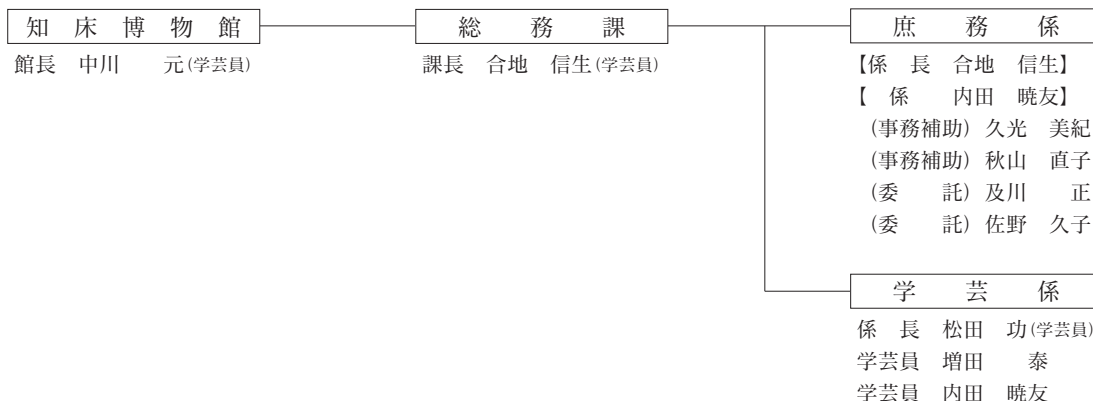 知床博物館
館長 中川 元(学芸員)
総務課
課長 合地 信生(学芸員)
庶務係
【係 長 合地 信生】
【 係 内田 暁友】
(事務補助) 久光 美紀
(事務補助) 秋山 直子
(委 託) 及川 正
(委 託) 佐野 久子
学芸係
係 長 松田 功(学芸員)
学芸員 増田 泰
学芸員 内田 暁友